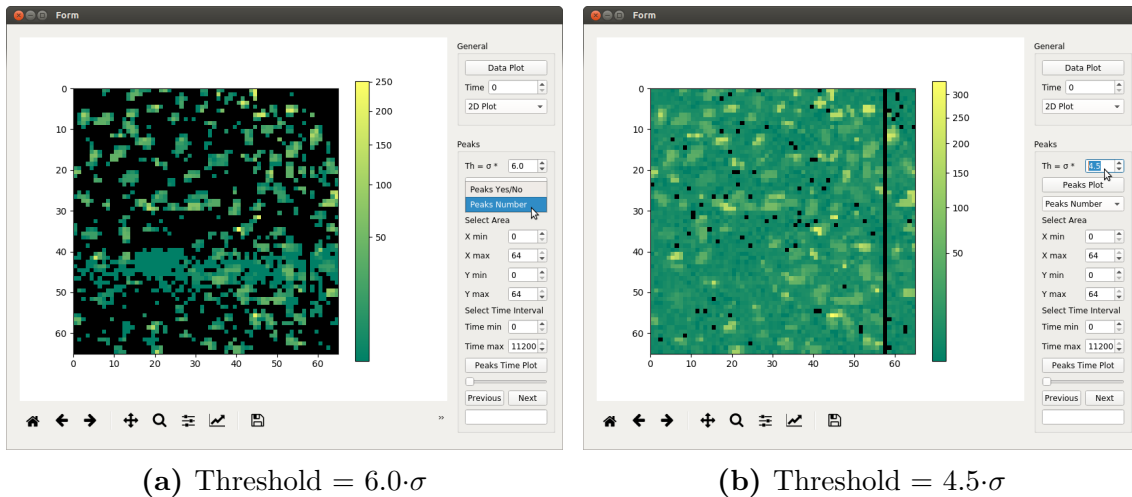 Form
General
Data Plot
Time 0
2D Plot
Peaks
Th = σ * 6.0
Peaks Yes/No
Peaks Number
Select Area
X min 0
X max 64
Y min 0
Y max 64
Select Time Interval
Time min 0
Time max 11200
Peaks Time Plot
Previous Next
»
0
10
20
30
40
50
60
0 10 20 30 40 50 60
250
200
150
100
50
(a) Threshold = 6.0·σ
Form
General
Data Plot
Time 0
2D Plot
Peaks
Th = σ * 4.5
Peaks Plot
Peaks Number
Select Area
X min 0
X max 64
Y min 0
Y max 64
Select Time Interval
Time min 0
Time max 11200
Peaks Time Plot
Previous Next
0
10
20
30
40
50
60
0 10 20 30 40 50 60
300
200
150
100
50
(b) Threshold = 4.5·σ